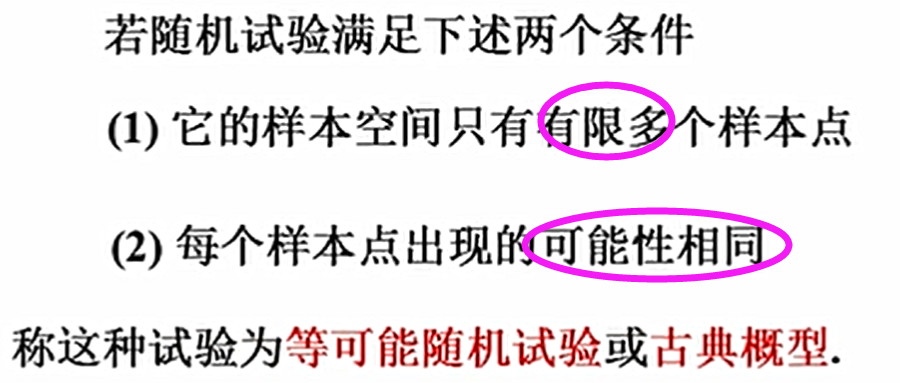 若随机试验满足下述两个条件
(1) 它的样本空间只有有限多个样本点
(2) 每个样本点出现的可能性相同
称这种试验为等可能随机试验或古典概型.